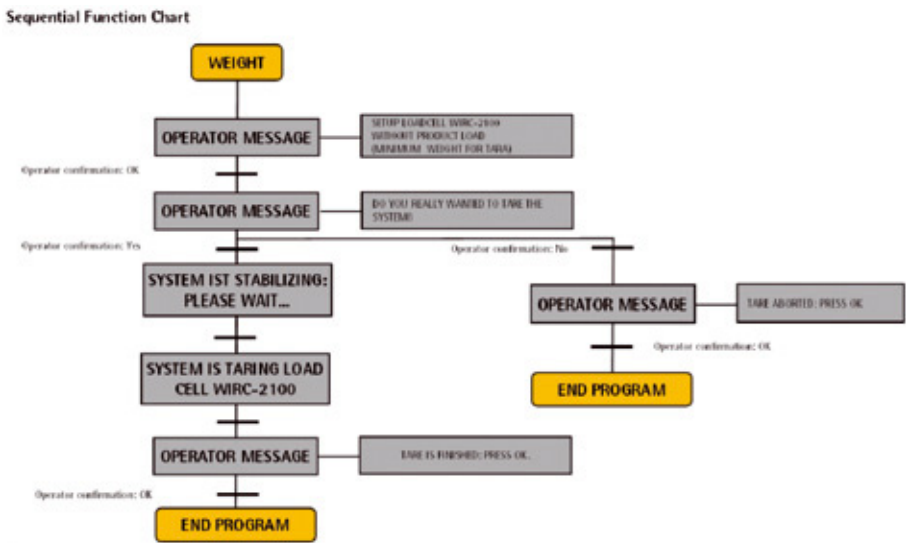 Sequential Function Chart
WEIGHT
OPERATOR MESSAGE
SETUP LOADCELL WIRC-2100
WITHOUT PRODUCT LOAD
(MINIMUM WEIGHT FOR TARA)
Operator confirmation: OK
OPERATOR MESSAGE
DO YOU REALLY WANTED TO TARE THE
SYSTEM?
Operator confirmation: Yes
Operator confirmation: No
SYSTEM IST STABILIZING:
PLEASE WAIT...
OPERATOR MESSAGE
TARE ABORTED: PRESS OK
SYSTEM IS TARING LOAD
CELL WIRC-2100
Operator confirmation: OK
END PROGRAM
OPERATOR MESSAGE
TARE IS FINISHED: PRESS OK.
Operator confirmation: OK
END PROGRAM